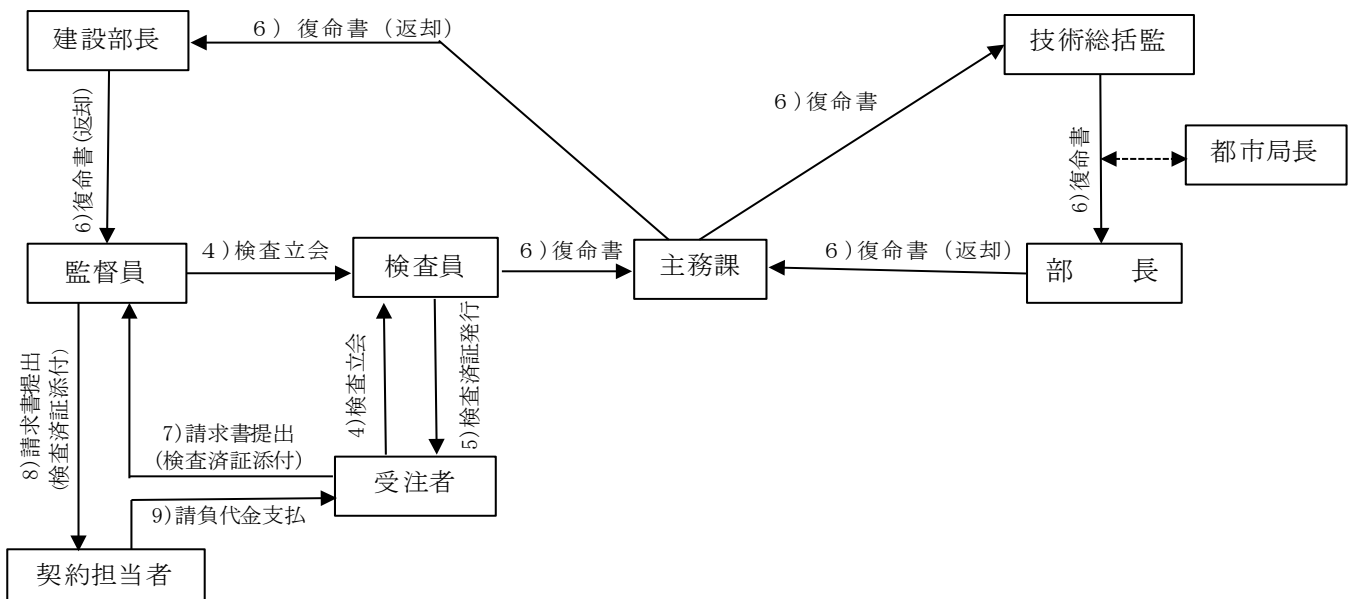 建設部長
6）復命書（返却）
技術総括監
6）復命書
6)復命書(返却)
6)復命書
都市局長
監督員
4)検査立会
検査員
6)復命書
主務課
6)復命書（返却）
部　　長
8)請求書提出
(検査済証添付)
7)請求書提出
(検査済証添付)
4)検査立会
5)検査済証発行
受注者
9)請負代金支払
契約担当者